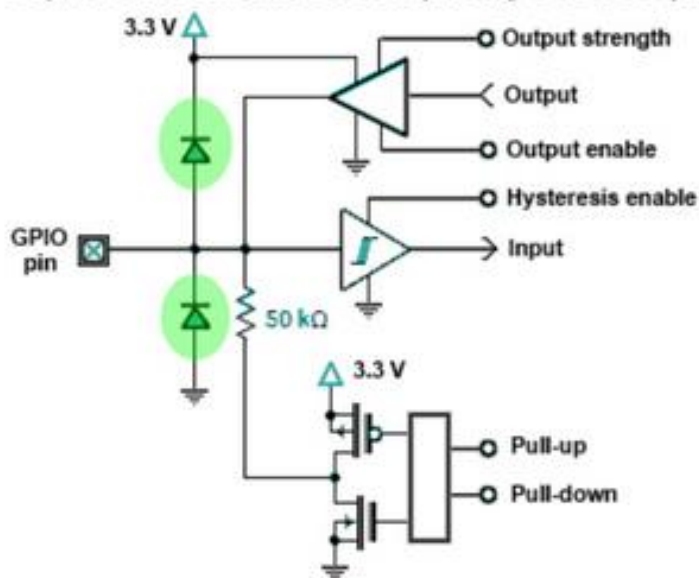 3.3 V
Output strength
Output
Output enable
Hysteresis enable
GPIO
pin
Input
50 kΩ
3.3 V
Pull-up
Pull-down